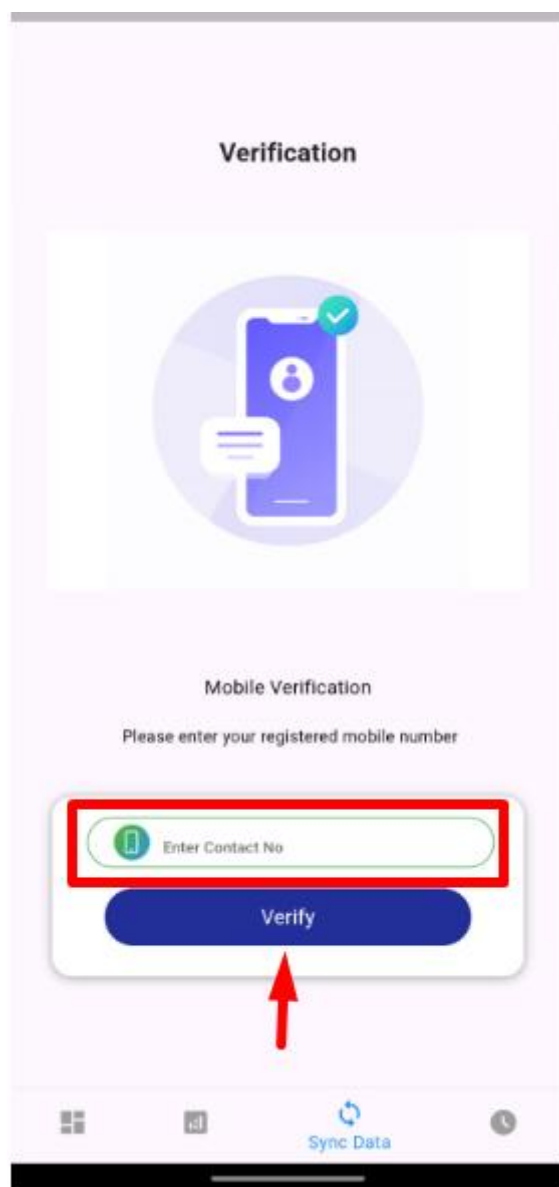 Verification
Mobile Verification
Please enter your registered mobile number
Enter Contact No
Verify
Sync Data